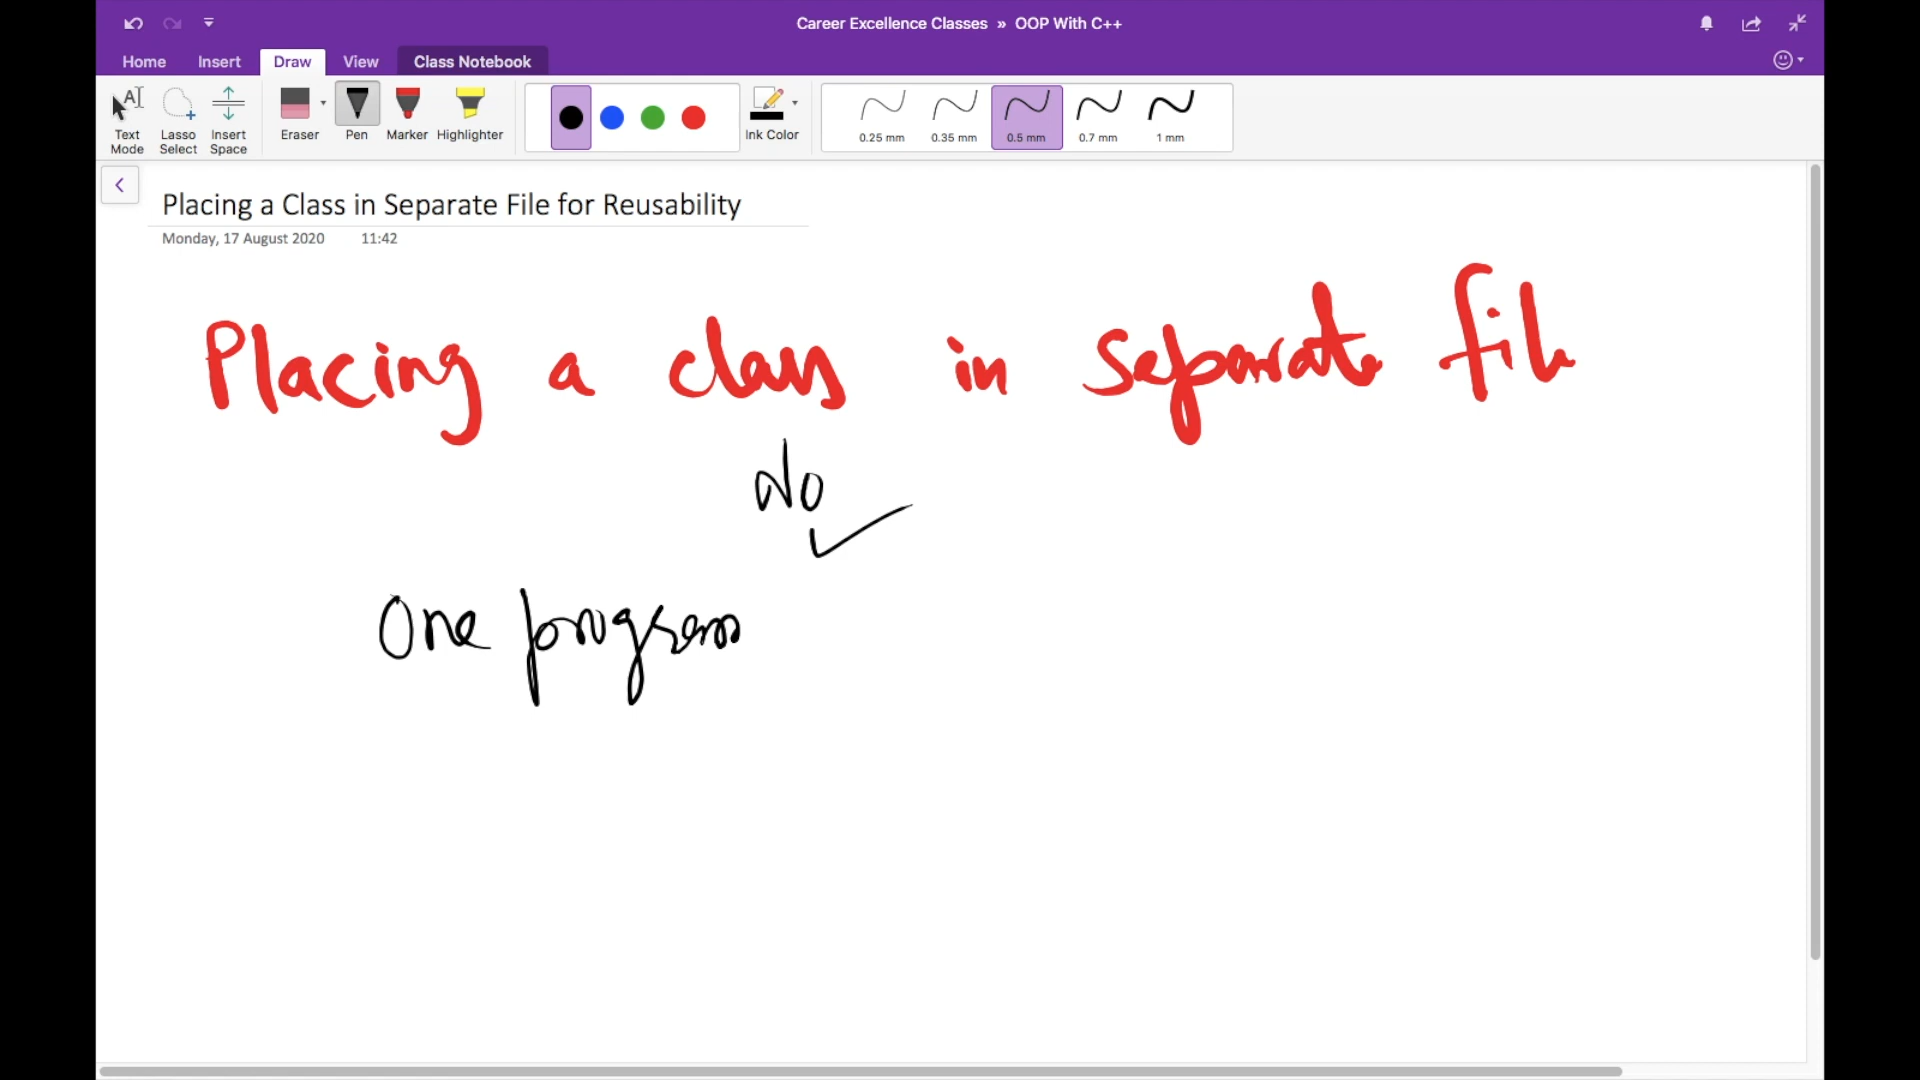 Career Excellence Classes » OOP With C++
Home Insert Draw View Class Notebook
Text Mode Lasso Select Insert Space Eraser Pen Marker Highlighter Ink Color 0.25 mm 0.35 mm 0.5 mm 0.7 mm 1 mm
Placing a Class in Separate File for Reusability
Monday, 17 August 2020 11:42
Placing a class in separate file
No
One program